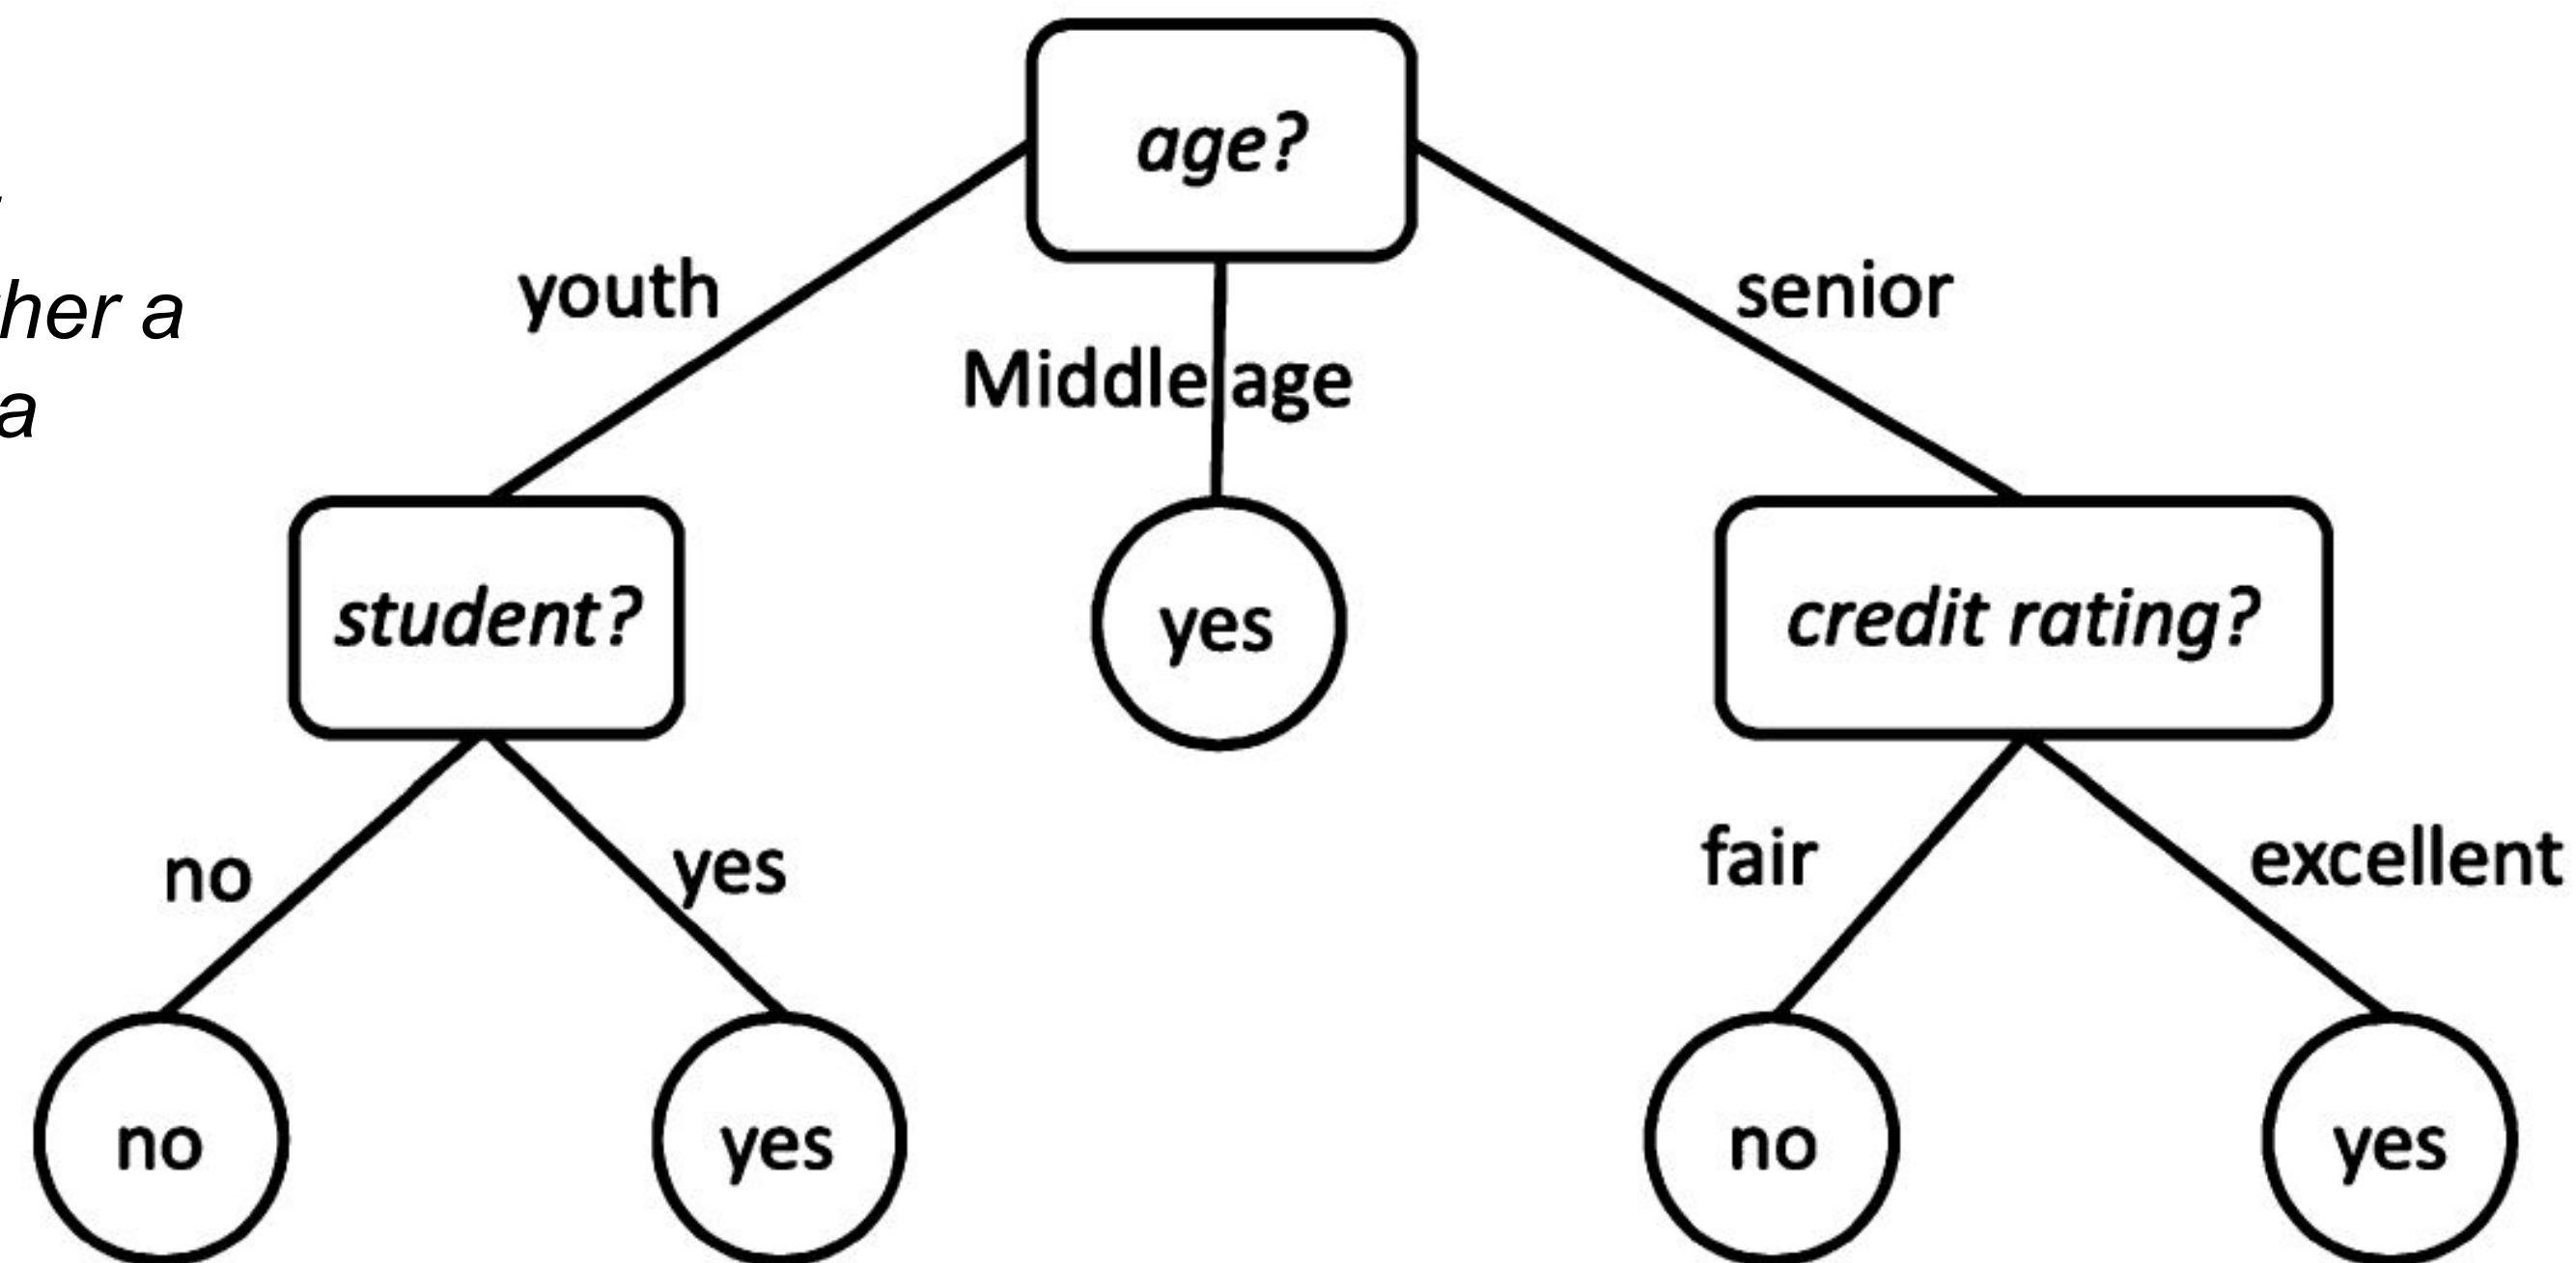 age?
her a
a
youth
senior
Middle age
student?
yes
credit rating?
no
yes
fair
excellent
no
yes
no
yes